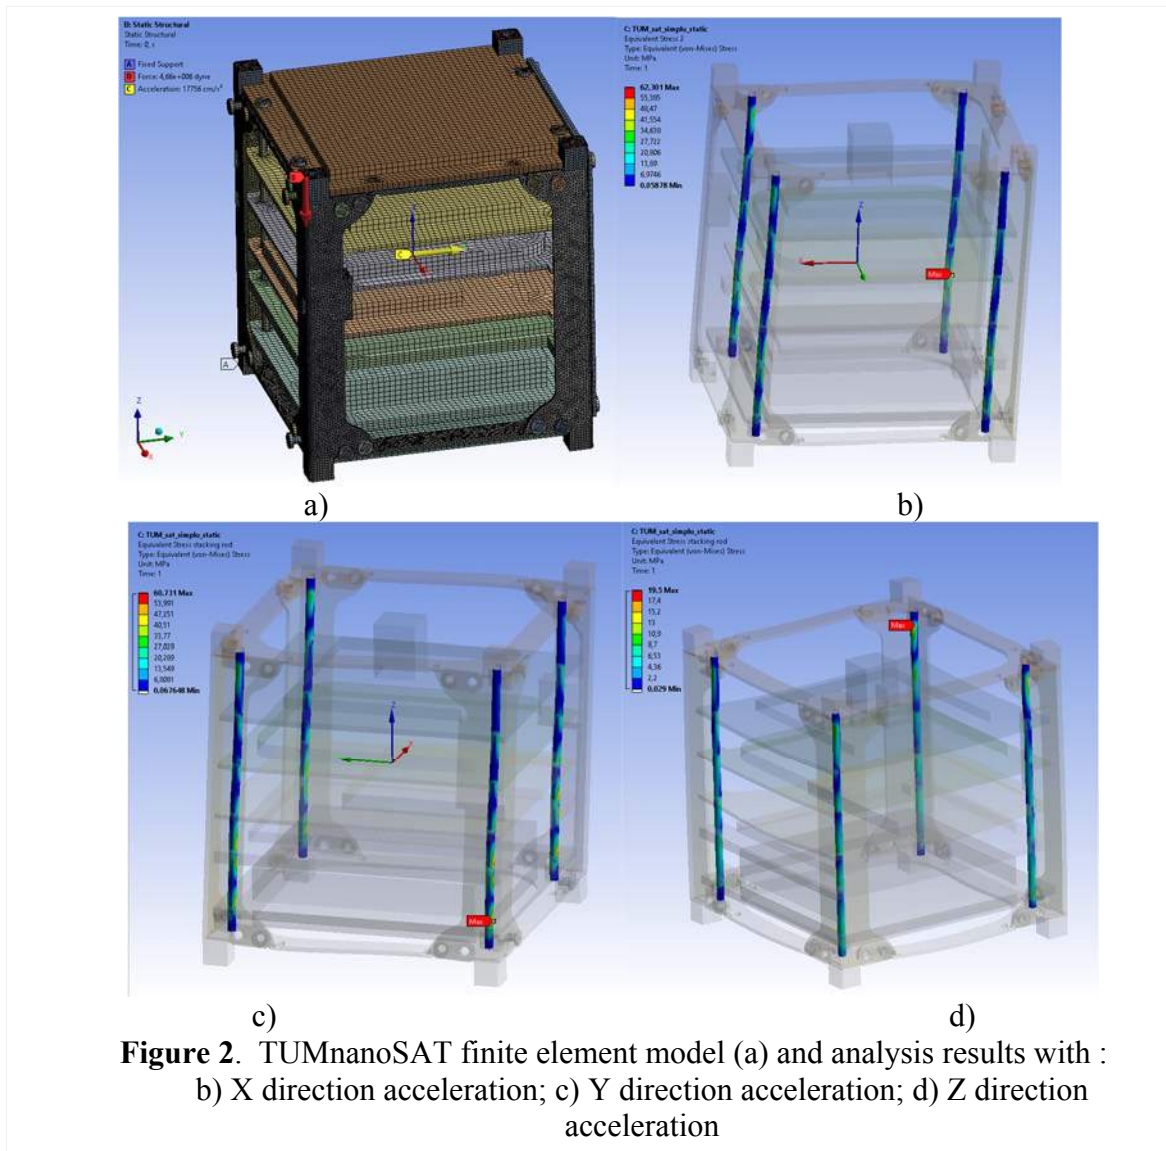 B: Static Structural
Static Structural
Time: 0, s
A Fixed Support
B Force: 4,66e+006 dyne
C Acceleration: 17756 cm/s²
B
C
A
Z
Y
X
C: TUM_sat_simplu_static
Equivalent Stress 2
Type: Equivalent (von-Mises) Stress
Unit: MPa
Time: 1
62,301 Max
55,385
48,47
41,554
34,638
27,722
20,806
13,89
6,9746
0,05878 Min
Z
Max
a)
b)
C: TUM_sat_simplu_static
Equivalent Stress stacking rod
Type: Equivalent (von-Mises) Stress
Unit: MPa
Time: 1
60,731 Max
53,991
47,251
40,51
33,77
27,029
20,289
13,549
6,8081
0,067648 Min
Z
X
Max
C: TUM_sat_simplu_static
Equivalent Stress stacking rod
Type: Equivalent (von-Mises) Stress
Unit: MPa
Time: 1
19,5 Max
17,4
15,2
13
10,9
8,7
6,53
4,36
2,2
0,029 Min
Max
c)
d)
Figure 2. TUMnanoSAT finite element model (a) and analysis results with :
b) X direction acceleration; c) Y direction acceleration; d) Z direction
acceleration